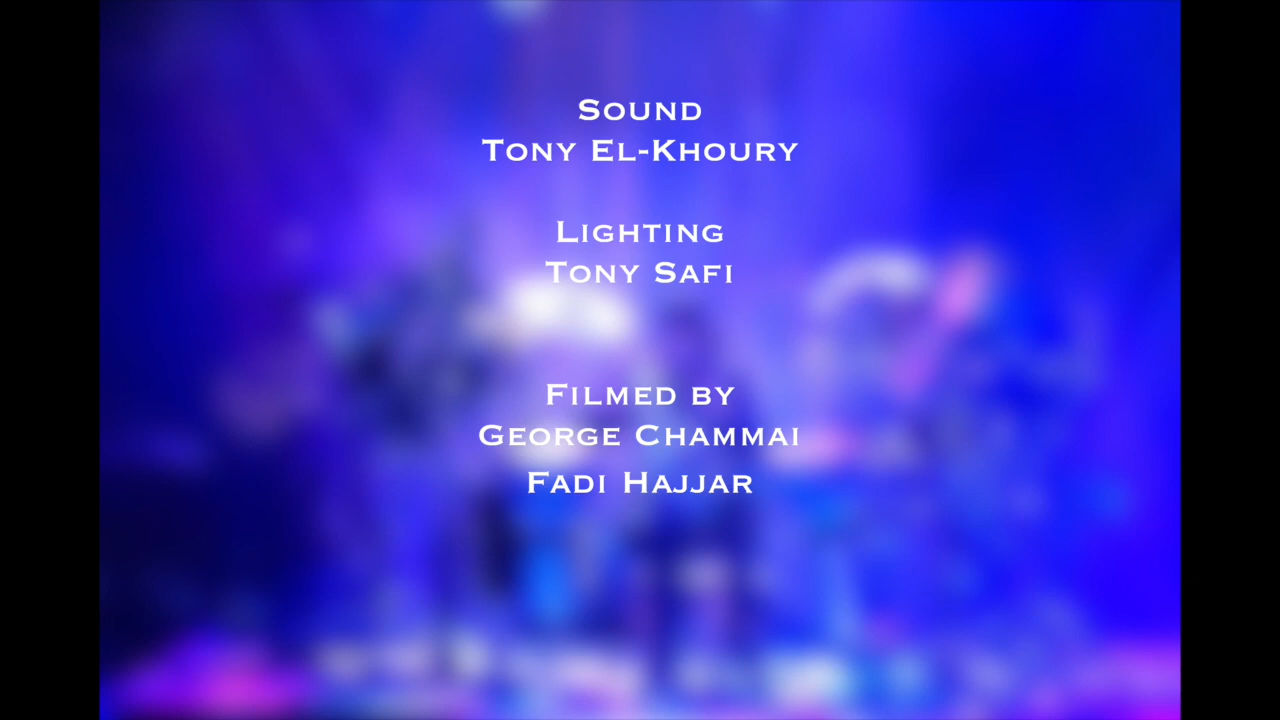 Sound
Tony El-Khoury
Lighting
Tony Safi
Filmed by
George Chammai
Fadi Hajjar